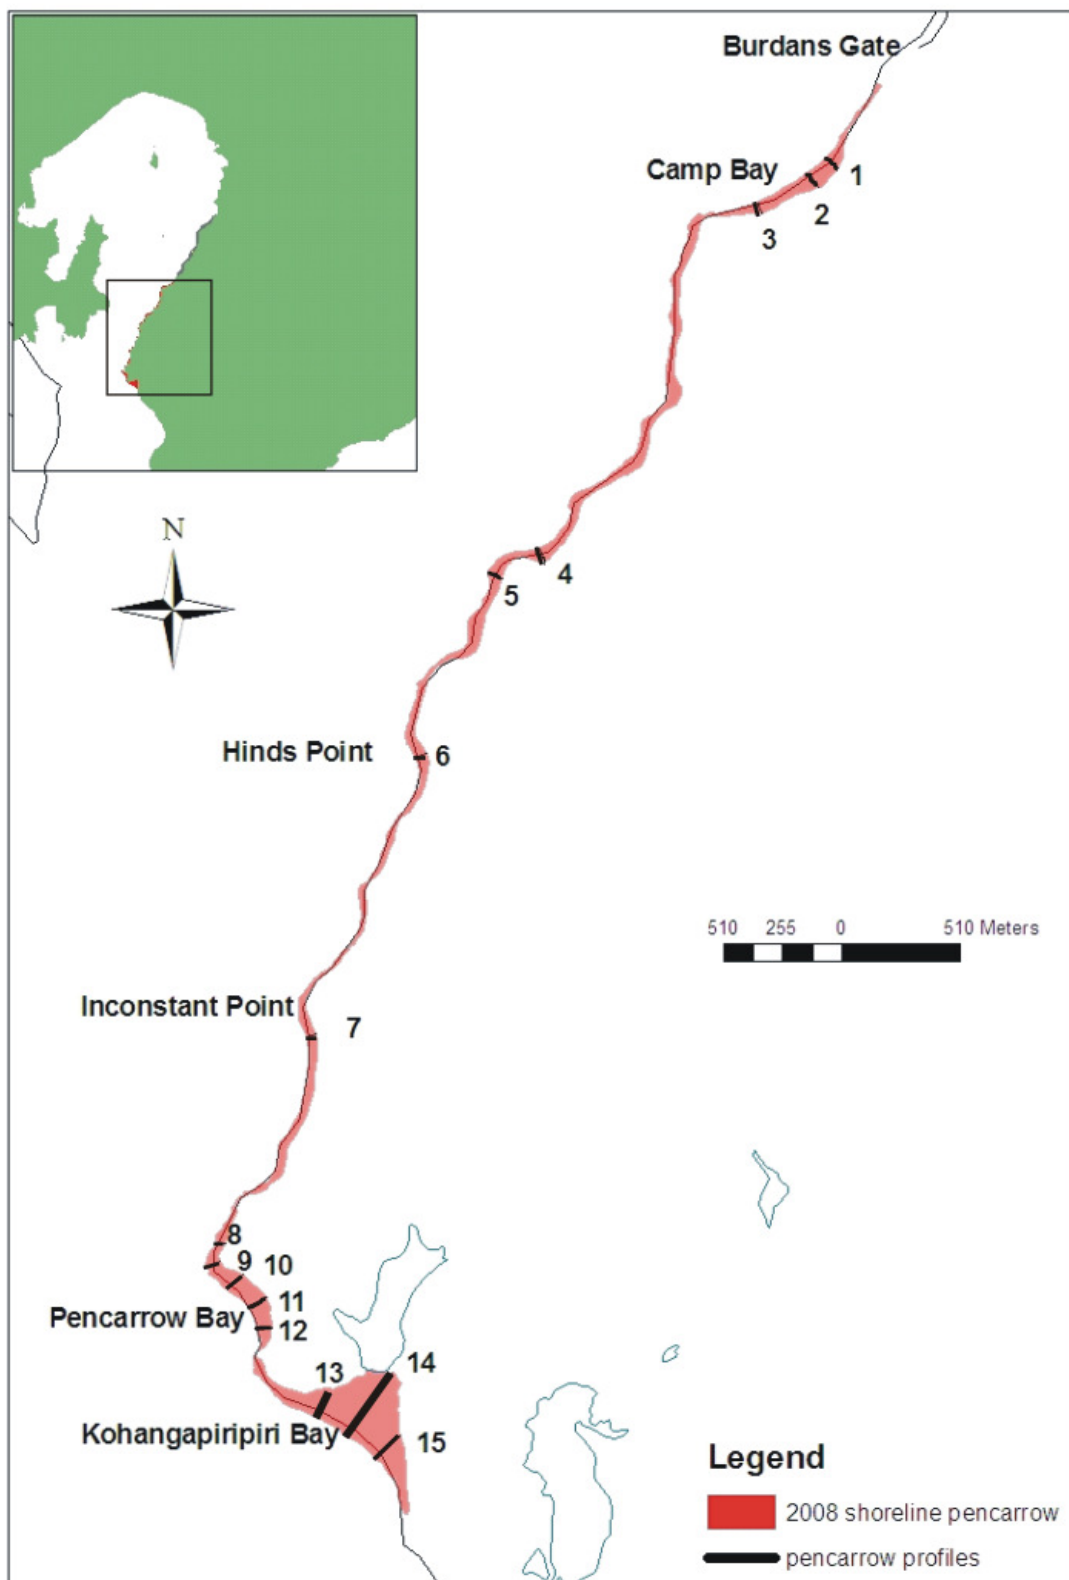 Burdans Gate
Camp Bay
1
2
3
N
4
5
Hinds Point
6
510 255 0 510 Meters
Inconstant Point
7
8
9
10
Pencarrow Bay
11
12
13
14
Kohangapiripiri Bay
15
Legend
2008 shoreline pencarrow
pencarrow profiles